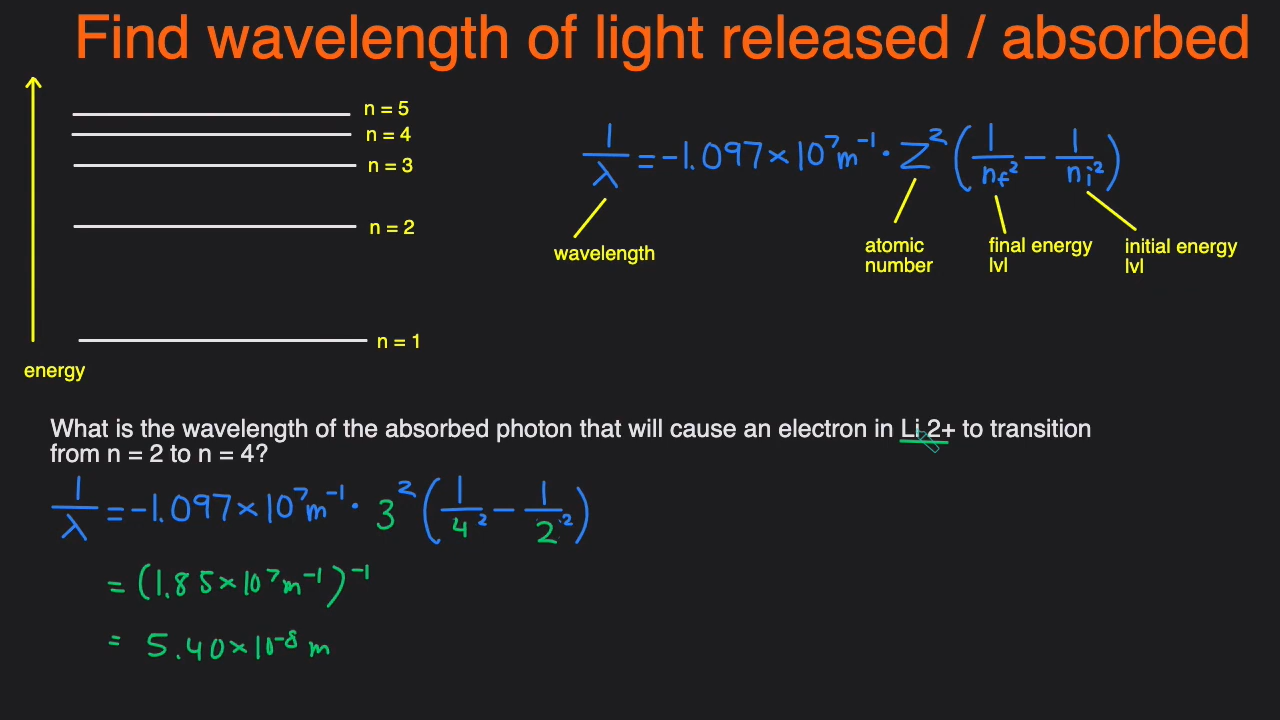 Find wavelength of light released / absorbed
n = 5
n = 4
n = 3
n = 2
n = 1
energy
1/λ = -1.097 × 10⁷ m⁻¹ · Z² (1/nf² - 1/ni²)
wavelength
atomic
number
final energy
lvl
initial energy
lvl
What is the wavelength of the absorbed photon that will cause an electron in Li 2+ to transition
from n = 2 to n = 4?
1/λ = -1.097 × 10⁷ m⁻¹ · 3² (1/4² - 1/2²)
= (1.85 × 10⁷ m⁻¹)⁻¹
= 5.40 × 10⁻⁸ m